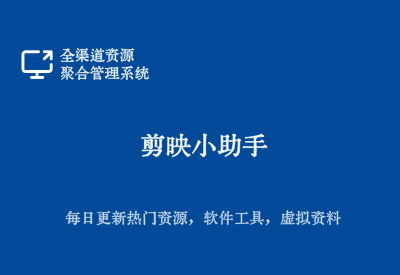 全渠道资源
聚合管理系统
剪映小助手
每日更新热门资源，软件工具，虚拟资料